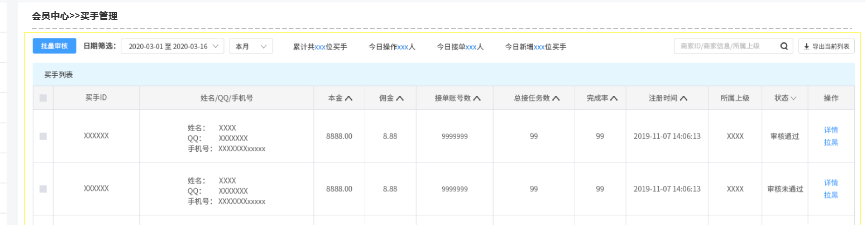 会员中心>>买手管理
批量审核 日期筛选： 2020-03-01 至 2020-03-16 本月 累计共xxx位买手 今日操作xxx人 今日接单xxx人 今日新增xxx位买手 商家ID/商家信息/所属上级 导出当前列表
买手列表
买手ID 姓名/QQ/手机号 本金 佣金 接单账号数 总接任务数 完成率 注册时间 所属上级 状态 操作
XXXXXX 姓名： XXXX 8888.00 8.88 9999999 99 99 2019-11-07 14:06:13 XXXX 审核通过 详情
QQ： XXXXXXX 拉黑
手机号： XXXXXXXxxxxx
XXXXXX 姓名： XXXX 8888.00 8.88 9999999 99 99 2019-11-07 14:06:13 XXXX 审核未通过 详情
QQ： XXXXXXX 拉黑
手机号： XXXXXXXxxxxx